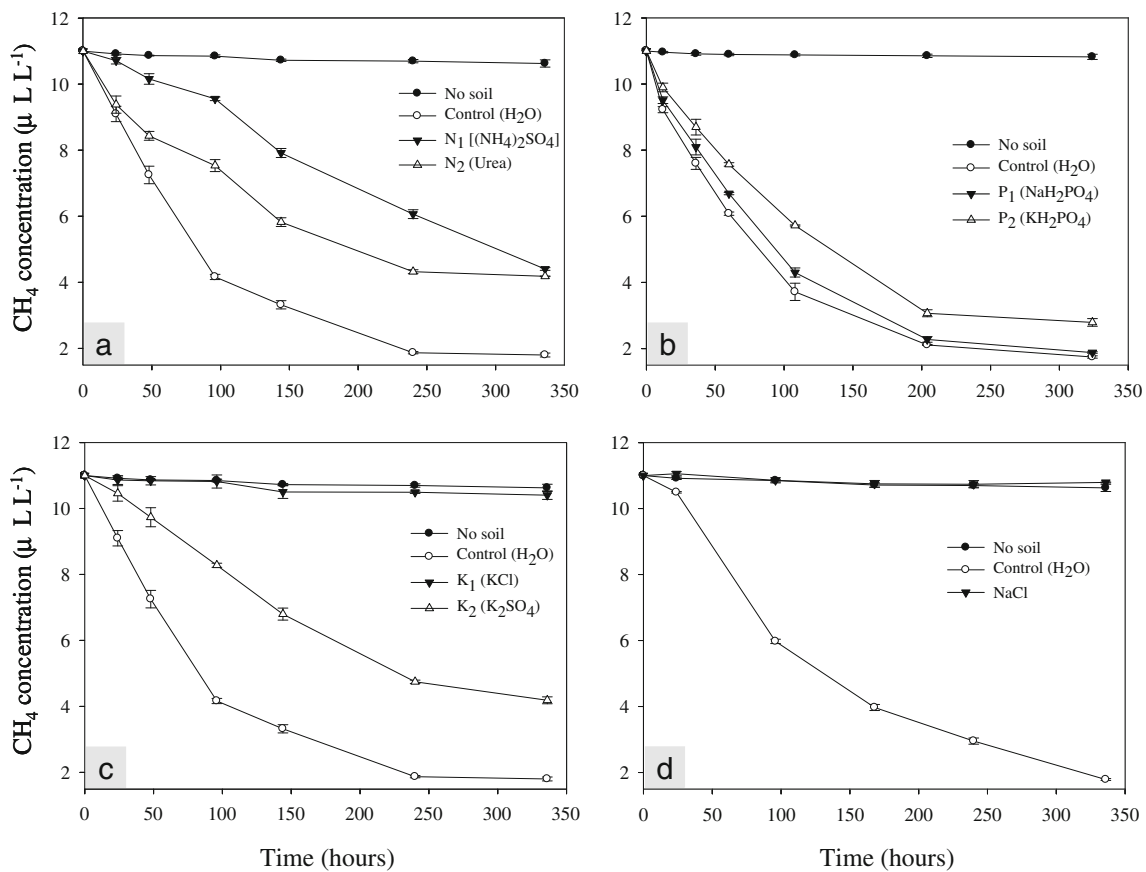 12
10
8
6
4
2
0 50 100 150 200 250 300 350
CH4 concentration (μ L L-1)
No soil
Control (H2O)
N1 [(NH4)2SO4]
N2 (Urea)
a
12
10
8
6
4
2
0 50 100 150 200 250 300 350
No soil
Control (H2O)
P1 (NaH2PO4)
P2 (KH2PO4)
b
12
10
8
6
4
2
0 50 100 150 200 250 300 350
CH4 concentration (μ L L-1)
No soil
Control (H2O)
K1 (KCl)
K2 (K2SO4)
c
Time (hours)
12
10
8
6
4
2
0 50 100 150 200 250 300 350
No soil
Control (H2O)
NaCl
d
Time (hours)